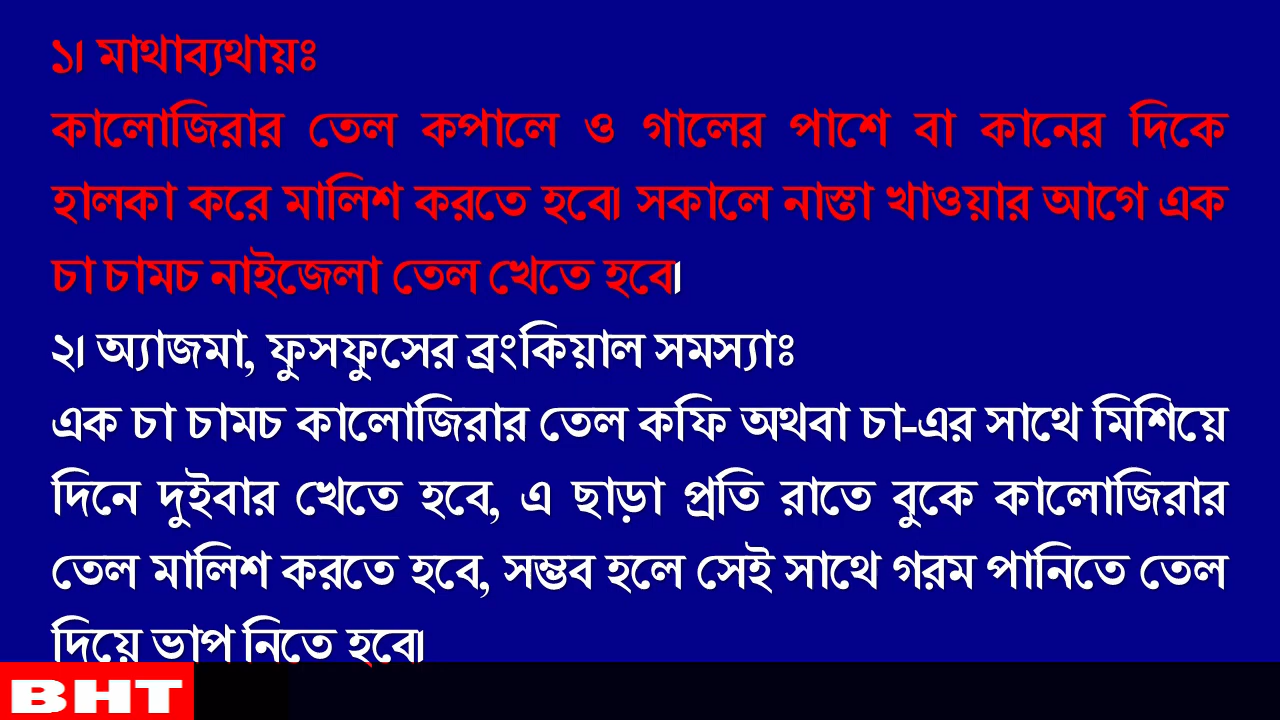 ১। মাথাব্যথায়ঃ
কালোজিরার তেল কপালে ও গালের পাশে বা কানের দিকে
হালকা করে মালিশ করতে হবে। সকালে নাস্তা খাওয়ার আগে এক
চা চামচ নাইজেলা তেল খেতে হবে।
২। অ্যাজমা, ফুসফুসের ব্রংকিয়াল সমস্যাঃ
এক চা চামচ কালোজিরার তেল কফি অথবা চা-এর সাথে মিশিয়ে
দিনে দুইবার খেতে হবে, এ ছাড়া প্রতি রাতে বুকে কালোজিরার
তেল মালিশ করতে হবে, সম্ভব হলে সেই সাথে গরম পানিতে তেল
দিয়ে ভাপ নিতে হবে।
BHT